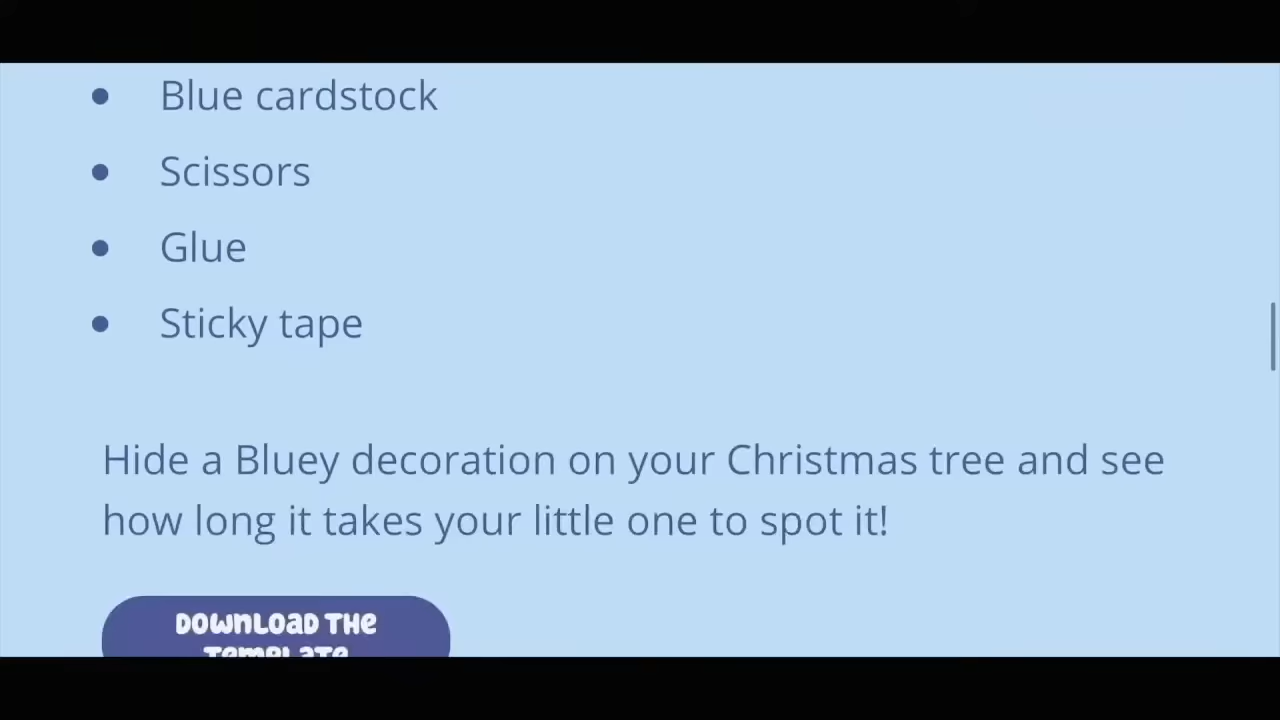 Blue cardstock
Scissors
Glue
Sticky tape
Hide a Bluey decoration on your Christmas tree and see
how long it takes your little one to spot it!
DOWNLOAD THE
TEMPLATE